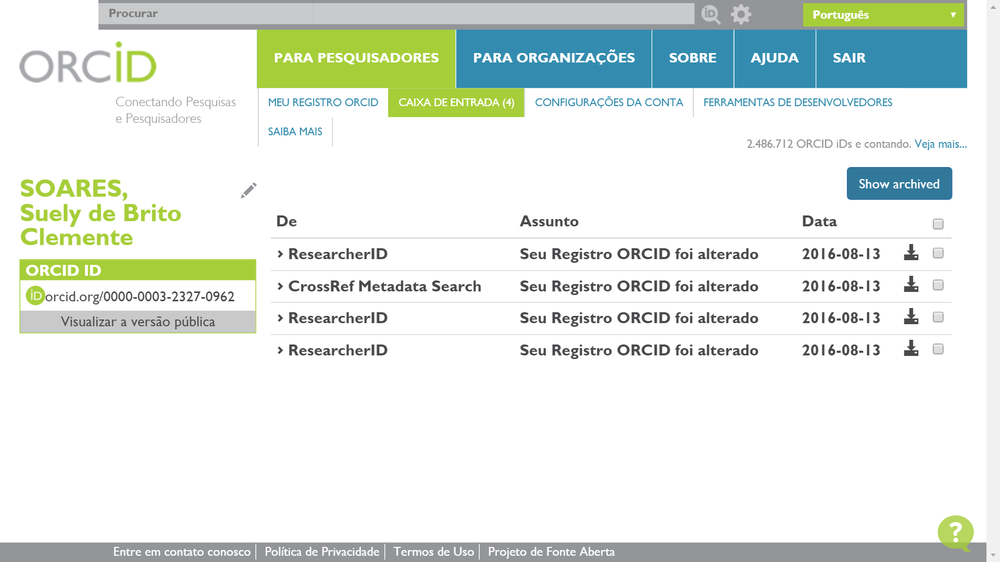 Procurar
Português
ORCID
PARA PESQUISADORES
PARA ORGANIZAÇÕES
SOBRE
AJUDA
SAIR
Conectando Pesquisas
e Pesquisadores
MEU REGISTRO ORCID
CAIXA DE ENTRADA (4)
CONFIGURAÇÕES DA CONTA
FERRAMENTAS DE DESENVOLVEDORES
SAIBA MAIS
2.486.712 ORCID iDs e contando. Veja mais...
SOARES,
Suely de Brito
Clemente
ORCID ID
iD orcid.org/0000-0003-2327-0962
Visualizar a versão pública
Show archived
De Assunto Data
ResearcherID Seu Registro ORCID foi alterado 2016-08-13
CrossRef Metadata Search Seu Registro ORCID foi alterado 2016-08-13
ResearcherID Seu Registro ORCID foi alterado 2016-08-13
ResearcherID Seu Registro ORCID foi alterado 2016-08-13
?
Entre em contato conosco | Política de Privacidade | Termos de Uso | Projeto de Fonte Aberta